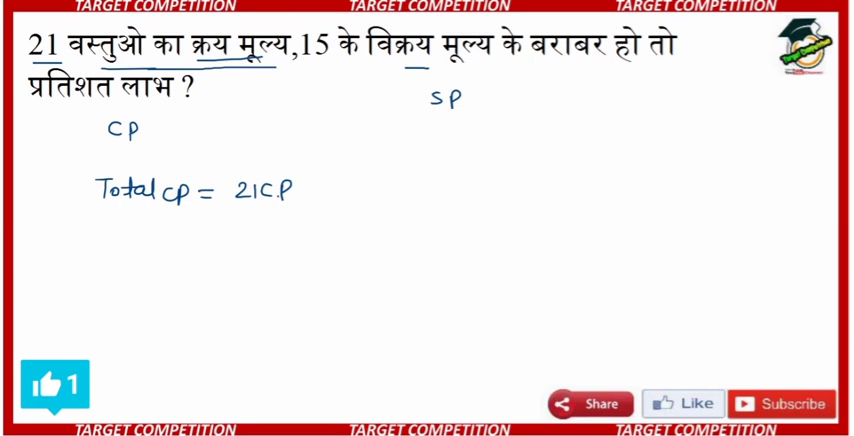 TARGET COMPETITION TARGET COMPETITION TARGET COMPETITION
21 वस्तुओ का क्रय मूल्य,15 के विक्रय मूल्य के बराबर हो तो
प्रतिशत लाभ ?
SP
CP
Total CP = 21C.P
1
Share Like Subscribe
TARGET COMPETITION TARGET COMPETITION TARGET COMPETITION